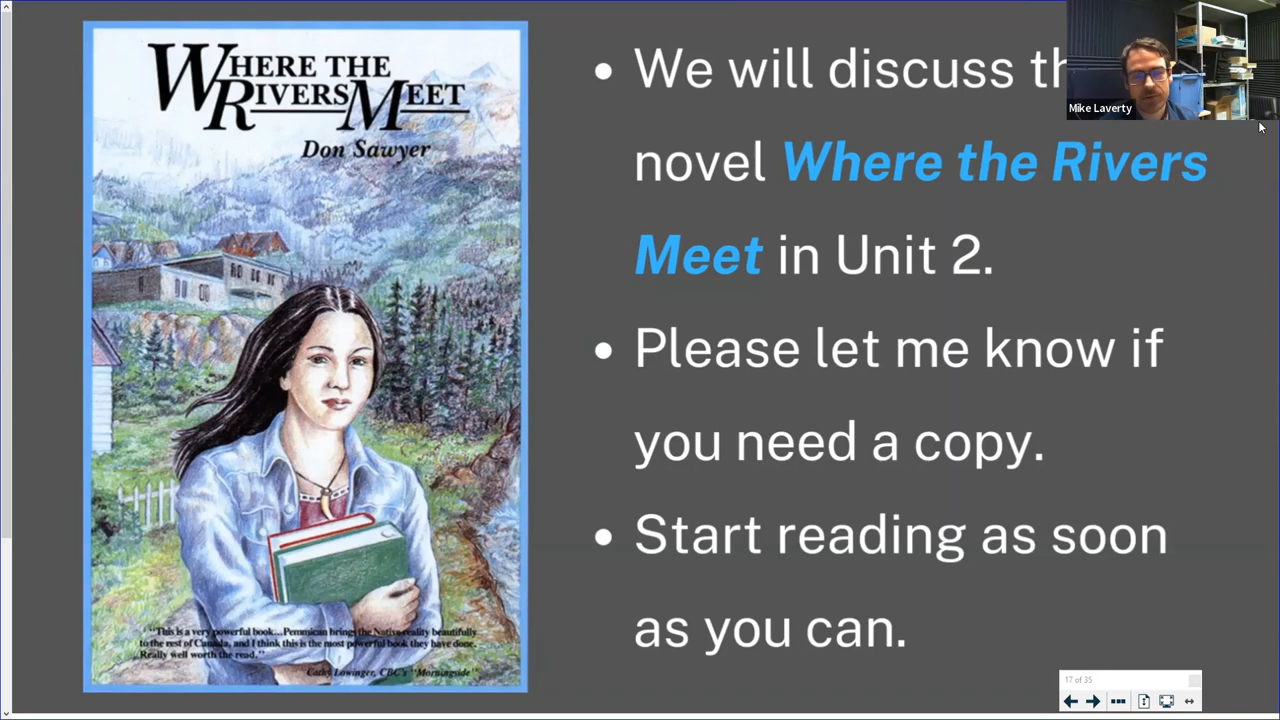 WHERE THE
RIVERS MEET
Don Sawyer
"This is a very powerful book...Pemmican brings the Native reality beautifully
to the rest of Canada, and I think this is the most powerful book they have done.
Really well worth the read."
Cathy Lowinger, CBC's "Morningside"
• We will discuss th
novel Where the Rivers
Meet in Unit 2.
• Please let me know if
you need a copy.
• Start reading as soon
as you can.
Mike Laverty
17 of 35